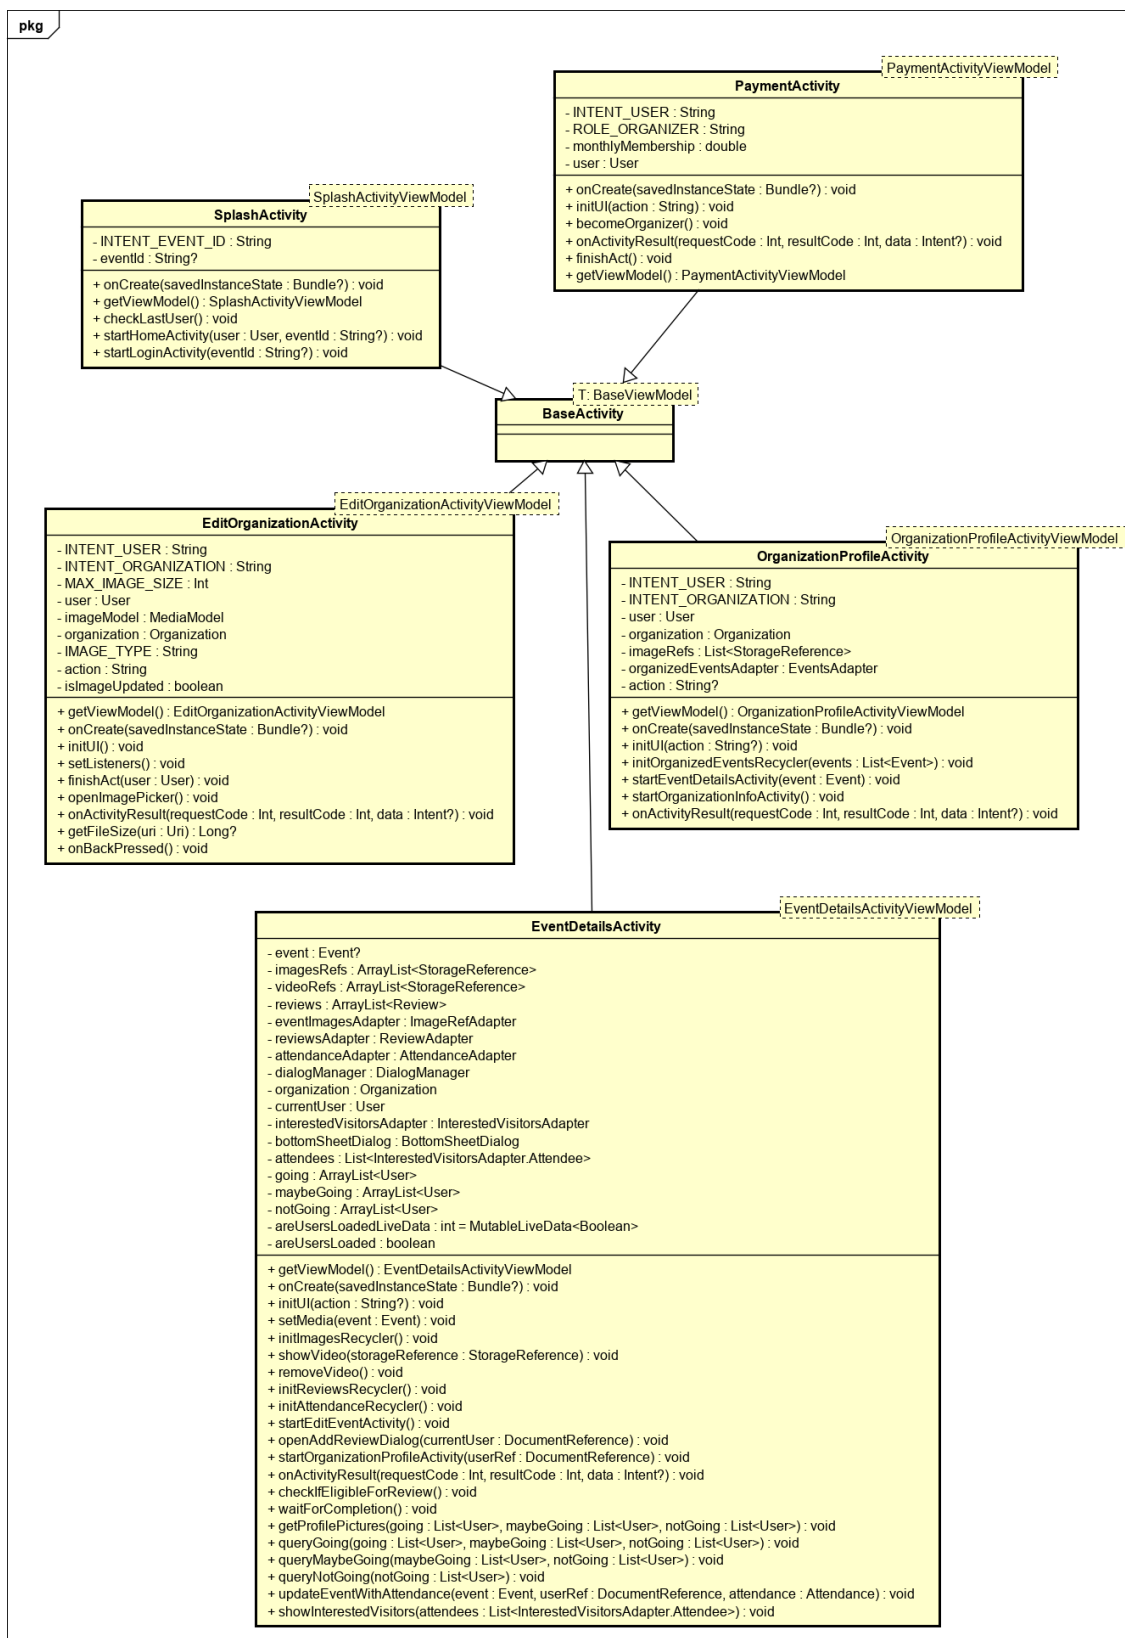 pkg
PaymentActivityViewModel
PaymentActivity
- INTENT_USER : String
- ROLE_ORGANIZER : String
- monthlyMembership : double
- user : User
+ onCreate(savedInstanceState : Bundle?) : void
+ initUI(action : String) : void
+ becomeOrganizer() : void
+ onActivityResult(requestCode : Int, resultCode : Int, data : Intent?) : void
+ finishAct() : void
+ getViewModel() : PaymentActivityViewModel
SplashActivityViewModel
SplashActivity
- INTENT_EVENT_ID : String
- eventId : String?
+ onCreate(savedInstanceState : Bundle?) : void
+ getViewModel() : SplashActivityViewModel
+ checkLastUser() : void
+ startHomeActivity(user : User, eventId : String?) : void
+ startLoginActivity(eventId : String?) : void
T: BaseViewModel
BaseActivity
EditOrganizationActivityViewModel
EditOrganizationActivity
- INTENT_USER : String
- INTENT_ORGANIZATION : String
- MAX_IMAGE_SIZE : Int
- user : User
- imageModel : MediaModel
- organization : Organization
- IMAGE_TYPE : String
- action : String
- isImageUpdated : boolean
+ getViewModel() : EditOrganizationActivityViewModel
+ onCreate(savedInstanceState : Bundle?) : void
+ initUI() : void
+ setListeners() : void
+ finishAct(user : User) : void
+ openImagePicker() : void
+ onActivityResult(requestCode : Int, resultCode : Int, data : Intent?) : void
+ getFileSize(uri : Uri) : Long?
+ onBackPressed() : void
OrganizationProfileActivityViewModel
OrganizationProfileActivity
- INTENT_USER : String
- INTENT_ORGANIZATION : String
- user : User
- organization : Organization
- imageRefs : List<StorageReference>
- organizedEventsAdapter : EventsAdapter
- action : String?
+ getViewModel() : OrganizationProfileActivityViewModel
+ onCreate(savedInstanceState : Bundle?) : void
+ initUI(action : String?) : void
+ initOrganizedEventsRecycler(events : List<Event>) : void
+ startEventDetailsActivity(event : Event) : void
+ startOrganizationInfoActivity() : void
+ onActivityResult(requestCode : Int, resultCode : Int, data : Intent?) : void
EventDetailsActivityViewModel
EventDetailsActivity
- event : Event?
- imagesRefs : ArrayList<StorageReference>
- videoRefs : ArrayList<StorageReference>
- reviews : ArrayList<Review>
- eventImagesAdapter : ImageRefAdapter
- reviewsAdapter : ReviewAdapter
- attendanceAdapter : AttendanceAdapter
- dialogManager : DialogManager
- organization : Organization
- currentUser : User
- interestedVisitorsAdapter : InterestedVisitorsAdapter
- bottomSheetDialog : BottomSheetDialog
- attendees : List<InterestedVisitorsAdapter.Attendee>
- going : ArrayList<User>
- maybeGoing : ArrayList<User>
- notGoing : ArrayList<User>
- areUsersLoadedLiveData : int = MutableLiveData<Boolean>
- areUsersLoaded : boolean
+ getViewModel() : EventDetailsActivityViewModel
+ onCreate(savedInstanceState : Bundle?) : void
+ initUI(action : String?) : void
+ setMedia(event : Event) : void
+ initImagesRecycler() : void
+ showVideo(storageReference : StorageReference) : void
+ removeVideo() : void
+ initReviewsRecycler() : void
+ initAttendanceRecycler() : void
+ startEditEventActivity() : void
+ openAddReviewDialog(currentUser : DocumentReference) : void
+ startOrganizationProfileActivity(userRef : DocumentReference) : void
+ onActivityResult(requestCode : Int, resultCode : Int, data : Intent?) : void
+ checkIfEligibleForReview() : void
+ waitForCompletion() : void
+ getProfilePictures(going : List<User>, maybeGoing : List<User>, notGoing : List<User>) : void
+ queryGoing(going : List<User>, maybeGoing : List<User>, notGoing : List<User>) : void
+ queryMaybeGoing(maybeGoing : List<User>, notGoing : List<User>) : void
+ queryNotGoing(notGoing : List<User>) : void
+ updateEventWithAttendance(event : Event, userRef : DocumentReference, attendance : Attendance) : void
+ showInterestedVisitors(attendees : List<InterestedVisitorsAdapter.Attendee>) : void